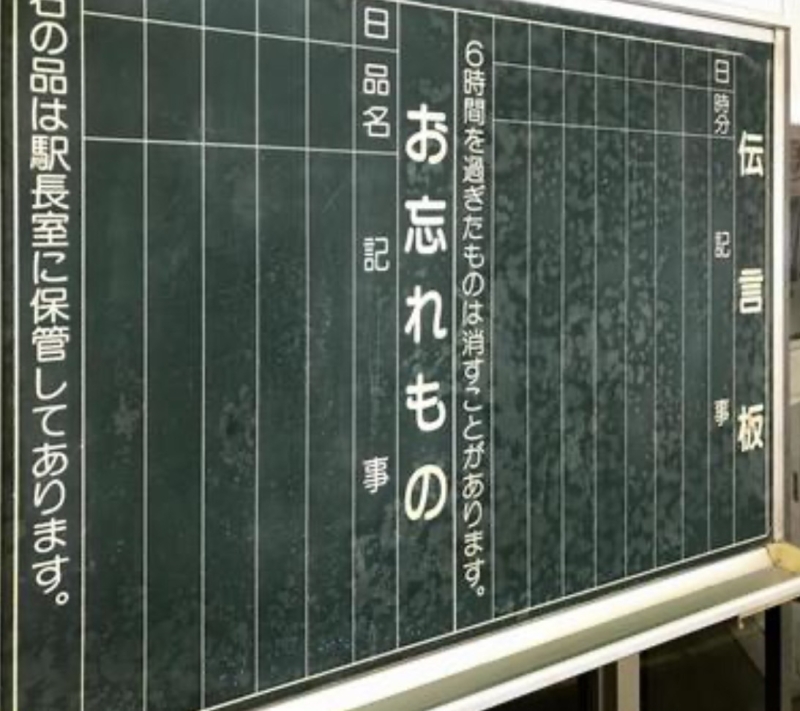 伝言板
日 時分 記事
6時間を過ぎたものは消すことがあります。
お忘れもの
日 品名 記事
右の品は駅長室に保管してあります。